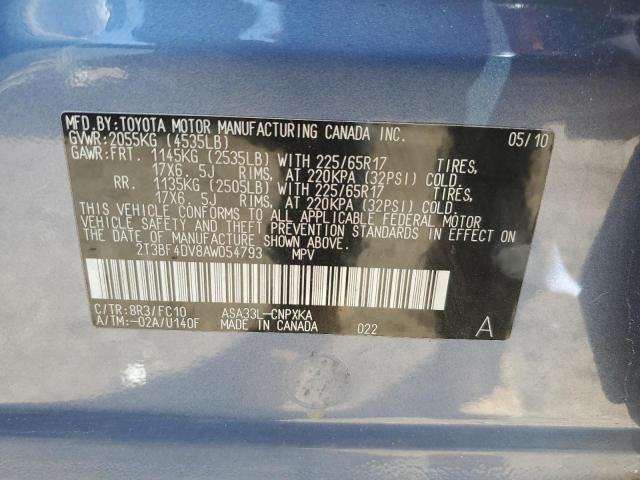 MFD.BY:TOYOTA MOTOR MANUFACTURING CANADA INC. 05/10
GVWR:2055KG (4535LB)
GAWR:FRT. 1145KG (2535LB) WITH 225/65R17 TIRES,
17X6. 5J RIMS, AT 220KPA (32PSI) COLD.
RR. 1135KG (2505LB) WITH 225/65R17 TIRES,
17X6. 5J RIMS, AT 220KPA (32PSI) COLD.
THIS VEHICLE CONFORMS TO ALL APPLICABLE FEDERAL MOTOR
VEHICLE SAFETY AND THEFT PREVENTION STANDARDS IN EFFECT ON
THE DATE OF MANUFACTURE SHOWN ABOVE.
2T3BF4DV8AW054793 MPV
C/TR:8R3/FC10 ASA33L-CNPXKA
A/TM:-02A/U140F MADE IN CANADA 022 A